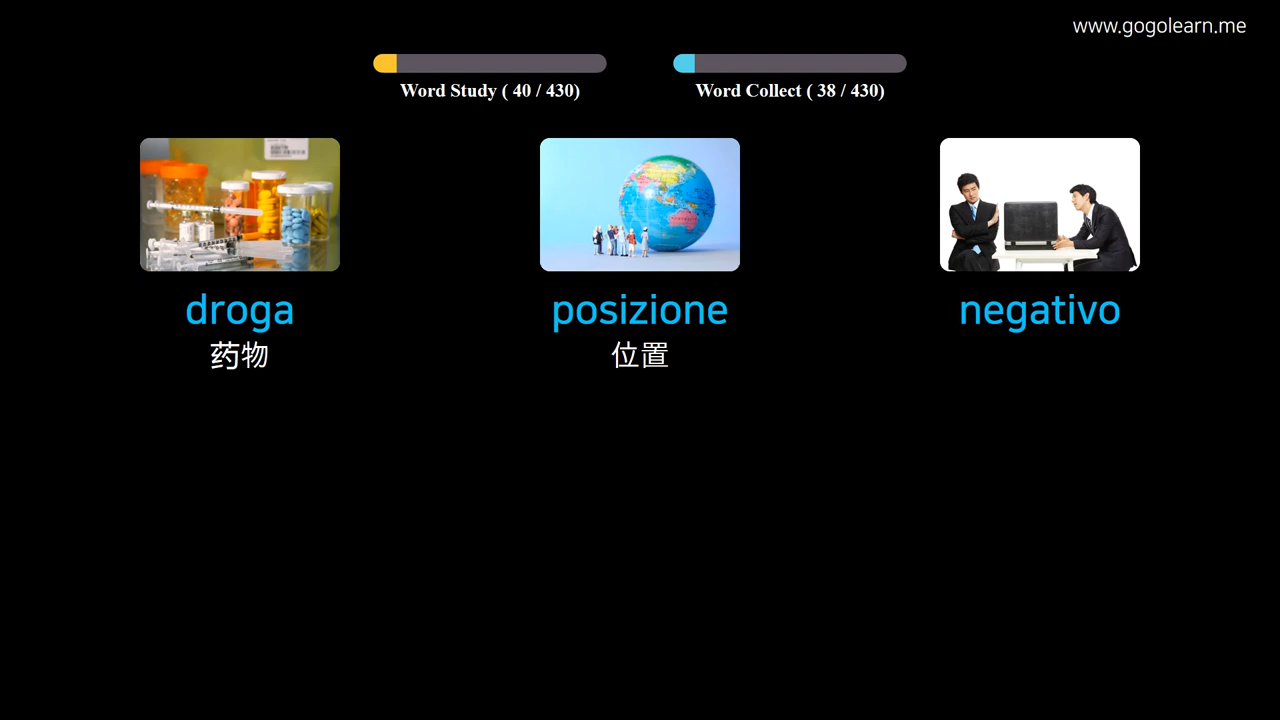 www.gogolearn.me
Word Study ( 40 / 430)
Word Collect ( 38 / 430)
droga
posizione
negativo
药物
位置